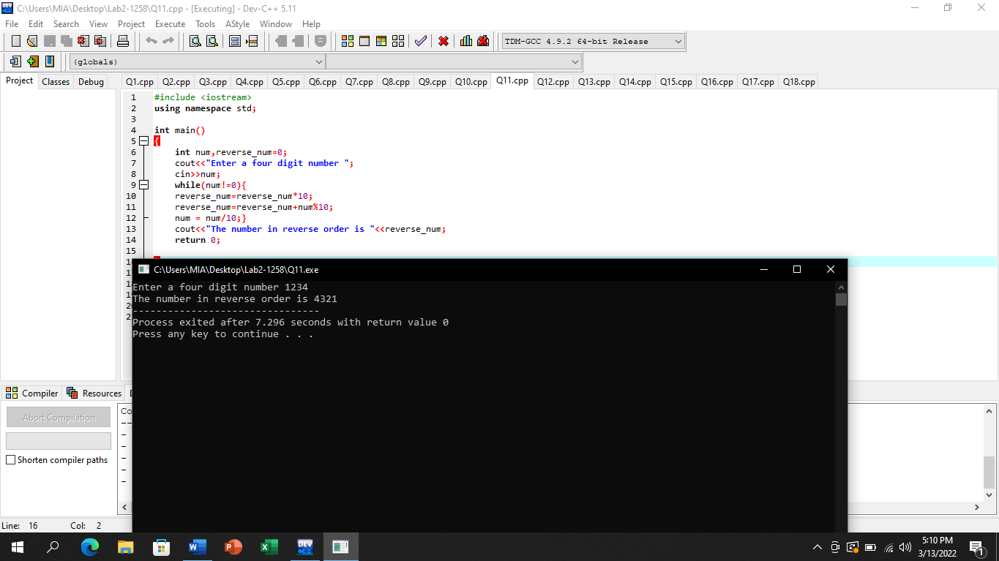 C:\Users\MIA\Desktop\Lab2-1258\Q11.cpp - [Executing] - Dev-C++ 5.11
File Edit Search View Project Execute Tools AStyle Window Help
TDM-GCC 4.9.2 64-bit Release
(globals)
Project Classes Debug Q1.cpp Q2.cpp Q3.cpp Q4.cpp Q5.cpp Q6.cpp Q7.cpp Q8.cpp Q9.cpp Q10.cpp Q11.cpp Q12.cpp Q13.cpp Q14.cpp Q15.cpp Q16.cpp Q17.cpp Q18.cpp
1 #include <iostream>
2 using namespace std;
3
4 int main()
5 {
6 int num,reverse_num=0;
7 cout<<"Enter a four digit number ";
8 cin>>num;
9 while(num!=0){
10 reverse_num=reverse_num*10;
11 reverse_num=reverse_num+num%10;
12 num = num/10;}
13 cout<<"The number in reverse order is "<<reverse_num;
14 return 0;
15
C:\Users\MIA\Desktop\Lab2-1258\Q11.exe
Enter a four digit number 1234
The number in reverse order is 4321
--------------------------------
Process exited after 7.296 seconds with return value 0
Press any key to continue . . .
Compiler Resources
Abort Compilation
Shorten compiler paths
Line: 16 Col: 2
DEV C++
5:10 PM
3/13/2022
1